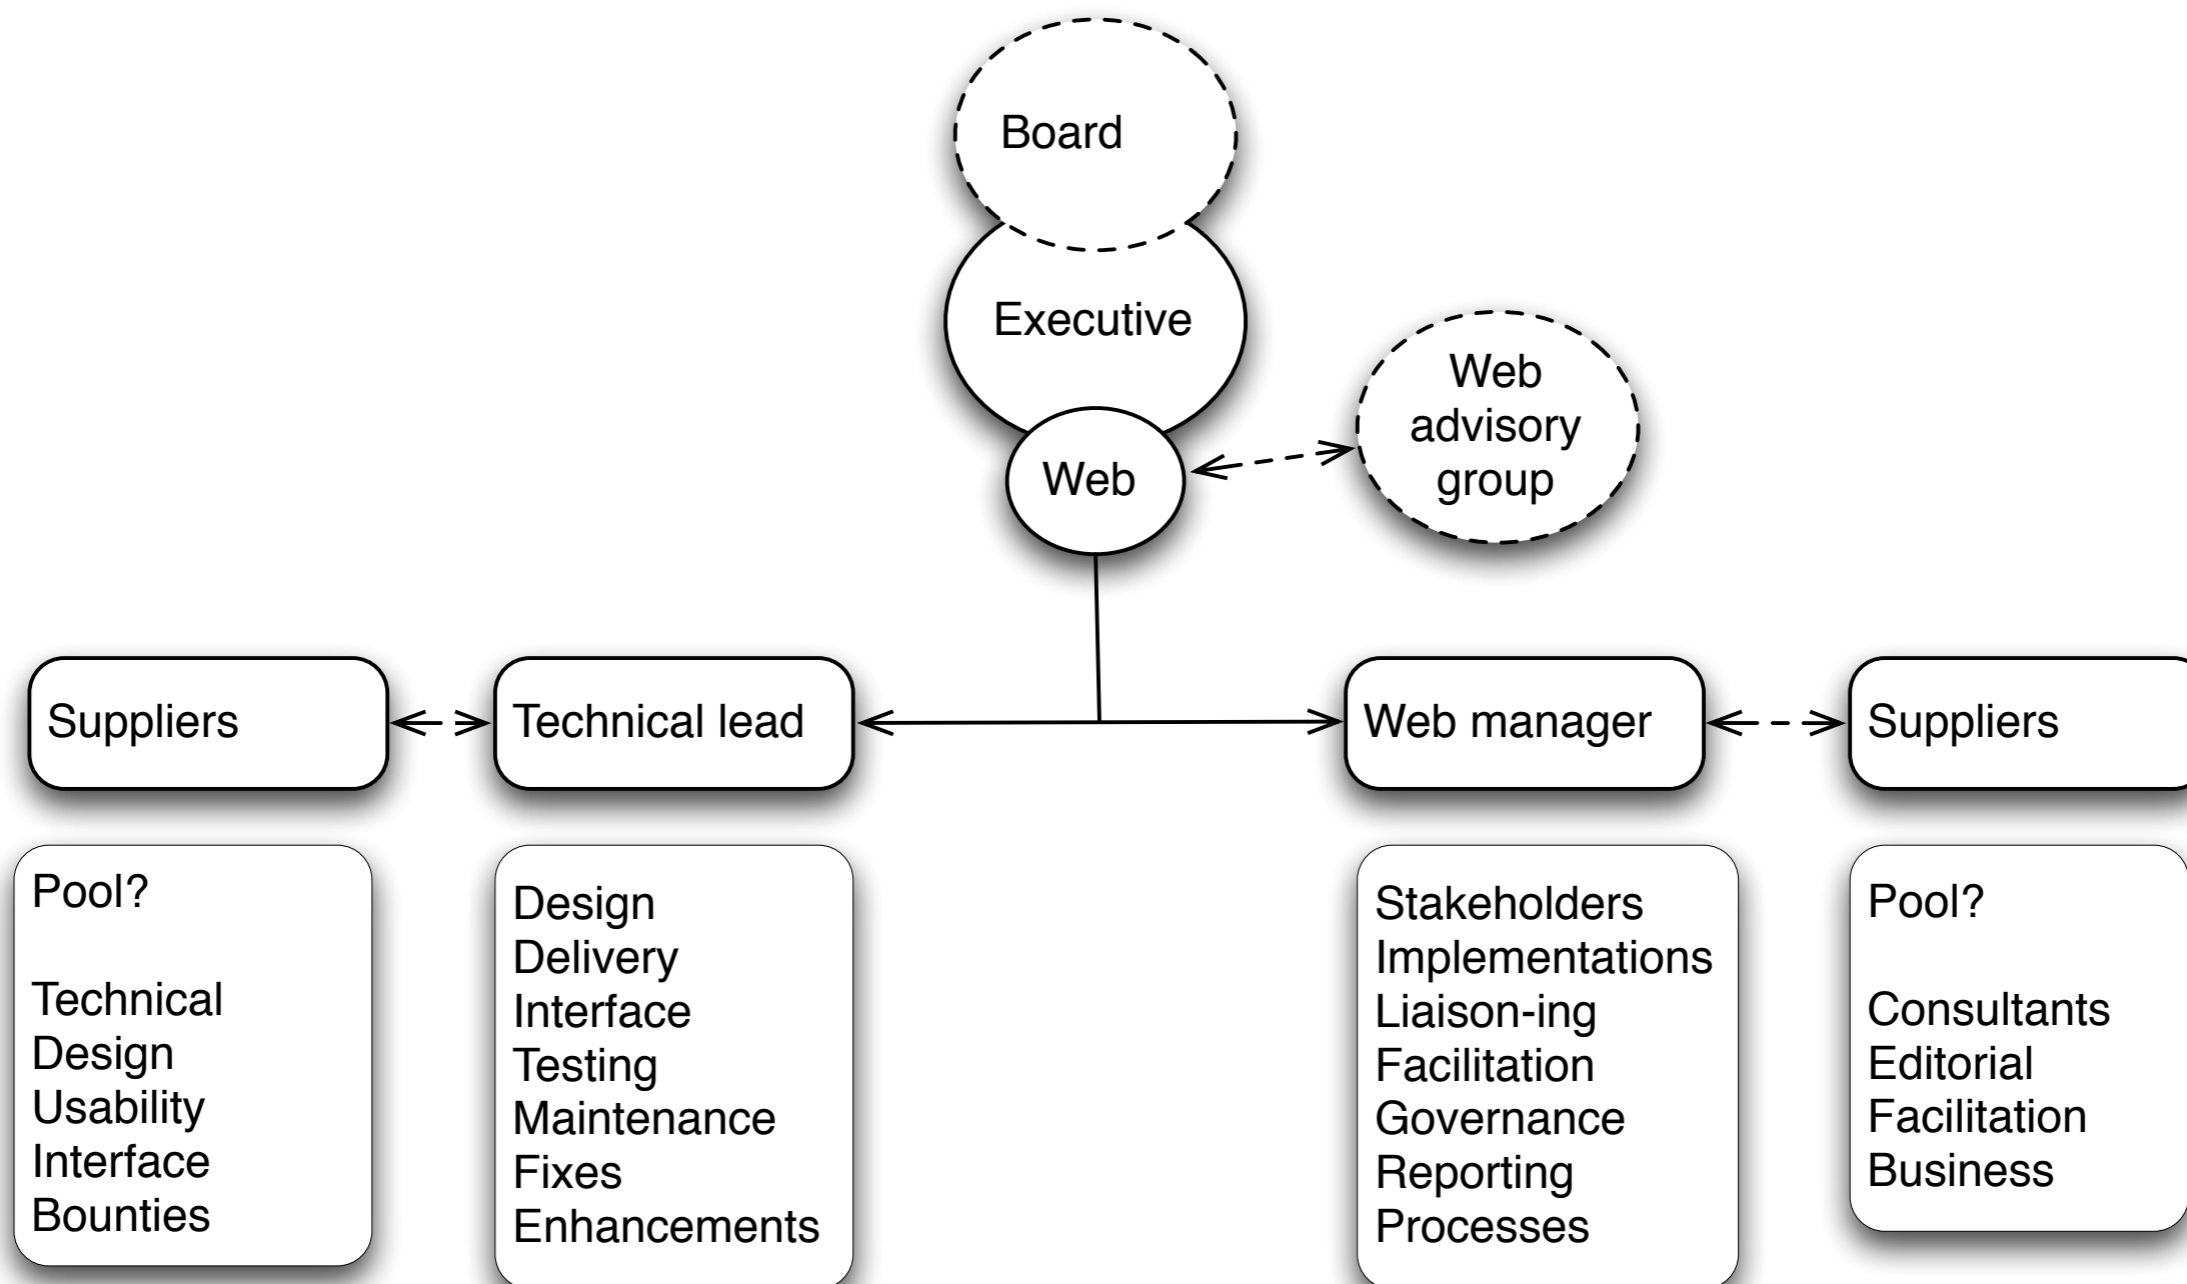 Board
Executive
Web
advisory
group
Web
Suppliers
Technical lead
Web manager
Suppliers
Pool?
Technical
Design
Usability
Interface
Bounties
Design
Delivery
Interface
Testing
Maintenance
Fixes
Enhancements
Stakeholders
Implementations
Liaison-ing
Facilitation
Governance
Reporting
Processes
Pool?
Consultants
Editorial
Facilitation
Business